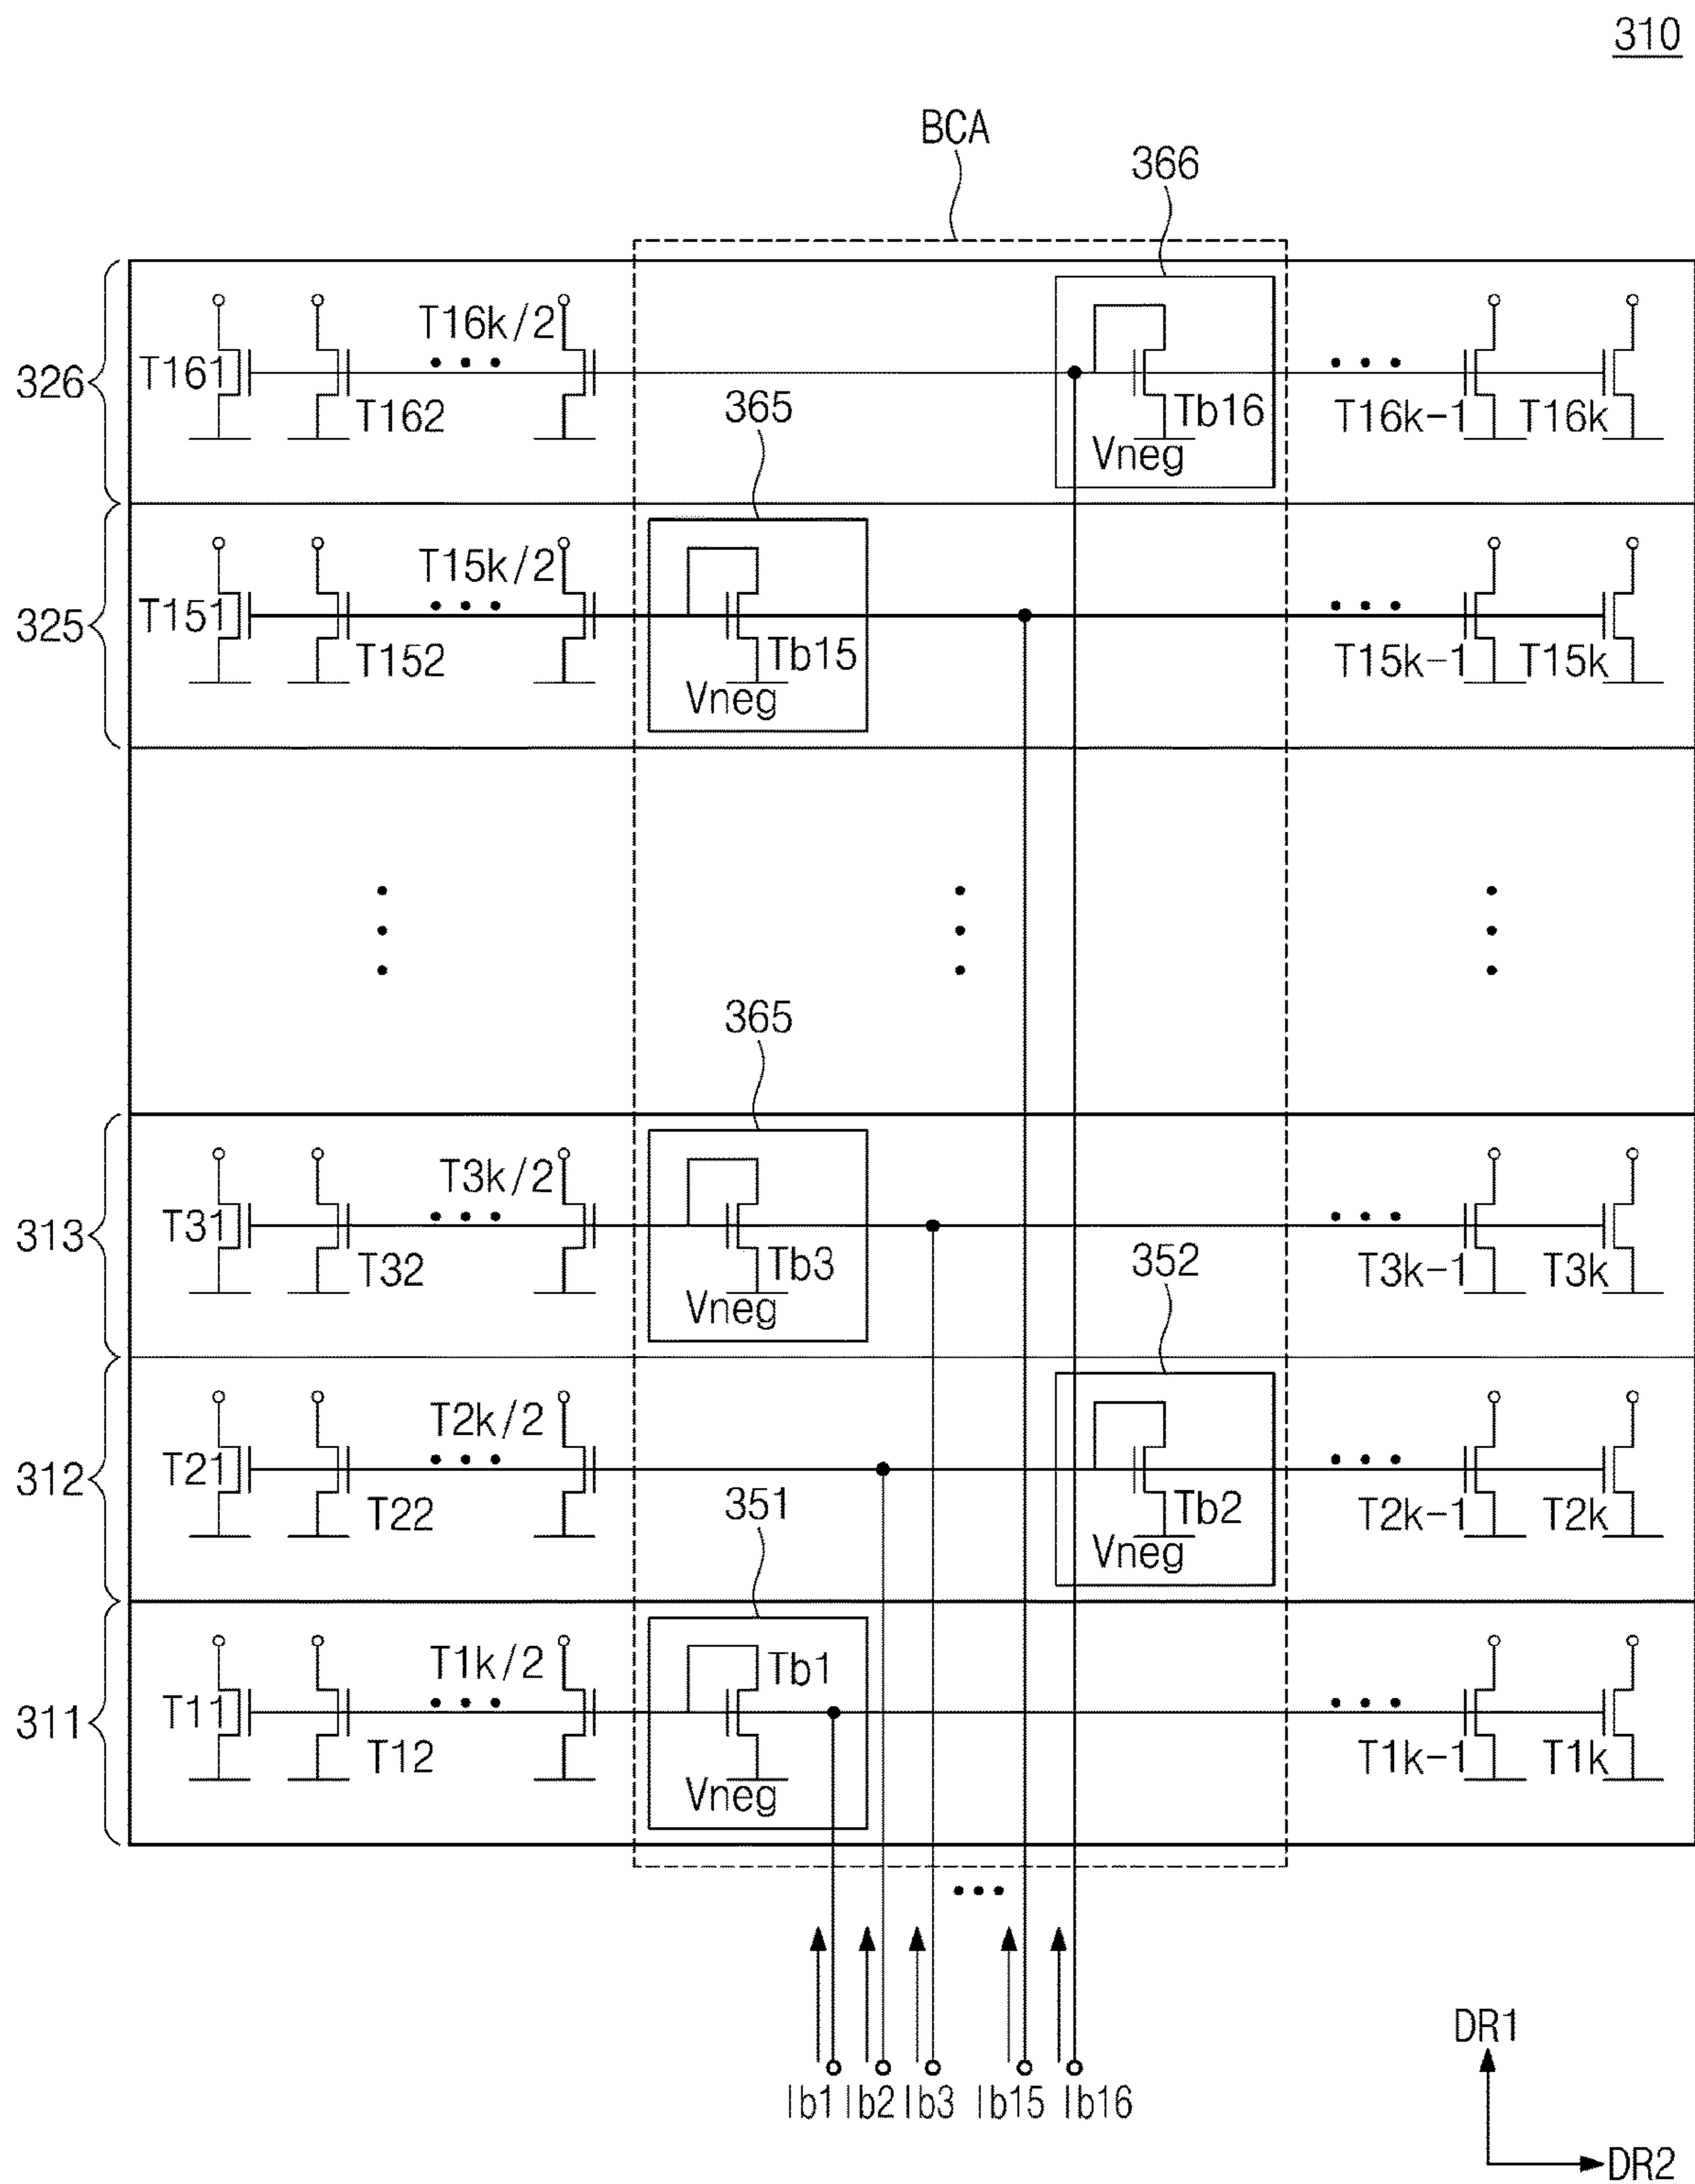 310
BCA
366
T16k/2
T161
T162
Tb16
Vneg
T16k-1
T16k
326
365
T15k/2
T151
T152
Tb15
Vneg
T15k-1
T15k
325
365
T3k/2
T31
T32
Tb3
Vneg
T3k-1
T3k
313
352
T2k/2
T21
T22
Tb2
Vneg
T2k-1
T2k
312
351
T1k/2
Tb1
T11
T12
Vneg
T1k-1
T1k
311
Ib1 Ib2 Ib3 Ib15 Ib16
DR1
DR2